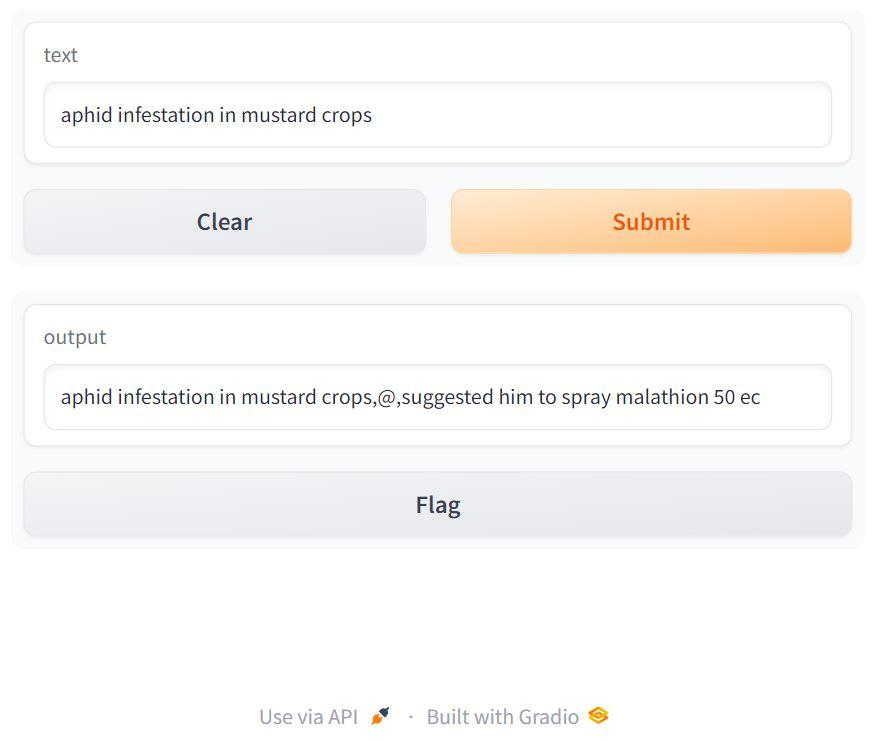 text
aphid infestation in mustard crops
Clear
Submit
output
aphid infestation in mustard crops,@,suggested him to spray malathion 50 ec
Flag
Use via API · Built with Gradio